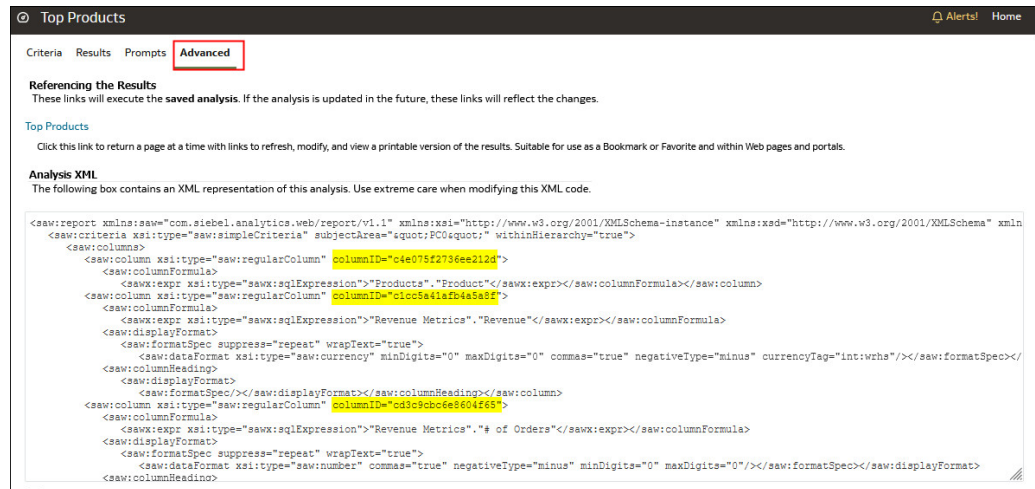 Top Products
Alerts! Home
Criteria Results Prompts Advanced
Referencing the Results
These links will execute the saved analysis. If the analysis is updated in the future, these links will reflect the changes.
Top Products
Click this link to return a page at a time with links to refresh, modify, and view a printable version of the results. Suitable for use as a Bookmark or Favorite and within Web pages and portals.
Analysis XML
The following box contains an XML representation of this analysis. Use extreme care when modifying this XML code.
<saw:report xmlns:saw="com.siebel.analytics.web/report/v1.1" xmlns:xsi="http://www.w3.org/2001/XMLSchema-instance" xmlns:xsd="http://www.w3.org/2001/XMLSchema" xmln
<saw:criteria xsi:type="saw:simpleCriteria" subjectArea="&quot;PC0&quot;" withinHierarchy="true">
<saw:columns>
<saw:column xsi:type="saw:regularColumn" columnID="c4e075f2736ee212d">
<saw:columnFormula>
<sawx:expr xsi:type="sawx:sqlExpression">"Products"."Product"</sawx:expr></saw:columnFormula></saw:column>
<saw:column xsi:type="saw:regularColumn" columnID="c1cc5a41afb4a5a8f">
<saw:columnFormula>
<sawx:expr xsi:type="sawx:sqlExpression">"Revenue Metrics"."Revenue"</sawx:expr></saw:columnFormula>
<saw:displayFormat>
<saw:formatSpec suppress="repeat" wrapText="true">
<saw:dataFormat xsi:type="saw:currency" minDigits="0" maxDigits="0" commas="true" negativeType="minus" currencyTag="int:wrhs"/></saw:formatSpec></
<saw:columnHeading>
<saw:displayFormat>
<saw:formatSpec/></saw:displayFormat></saw:columnHeading></saw:column>
<saw:column xsi:type="saw:regularColumn" columnID="cd3c9cbc6e8604f65">
<saw:columnFormula>
<sawx:expr xsi:type="sawx:sqlExpression">"Revenue Metrics"."# of Orders"</sawx:expr></saw:columnFormula>
<saw:displayFormat>
<saw:formatSpec suppress="repeat" wrapText="true">
<saw:dataFormat xsi:type="saw:number" commas="true" negativeType="minus" minDigits="0" maxDigits="0"/></saw:formatSpec></saw:displayFormat>
<saw:columnHeading>